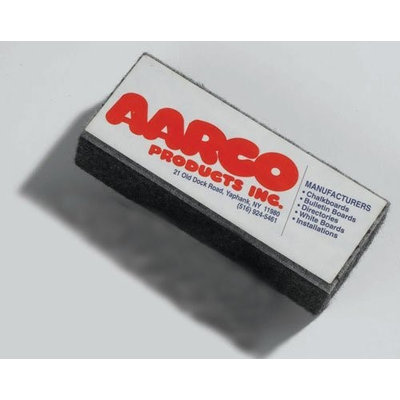 AARCO
PRODUCTS INC.
21 Old Dock Road, Yaphank, NY 11980
(516) 924-5461
MANUFACTURERS
• Chalkboards
• Bulletin Boards
• Directories
• White Boards
• Installations